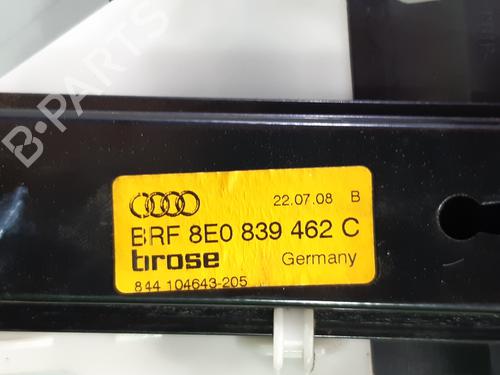 22.07.08 B
BRF 8E0 839 462 C
brose Germany
844 104643-205
B-PARTS